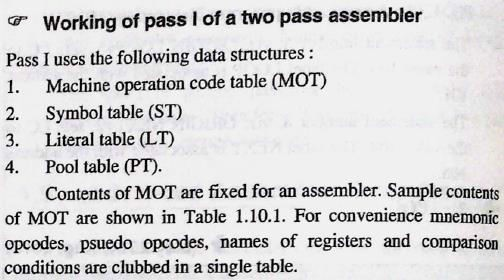 ☞ Working of pass I of a two pass assembler
Pass I uses the following data structures :
1. Machine operation code table (MOT)
2. Symbol table (ST)
3. Literal table (LT)
4. Pool table (PT).
Contents of MOT are fixed for an assembler. Sample contents
of MOT are shown in Table 1.10.1. For convenience mnemonic
opcodes, psuedo opcodes, names of registers and comparison
conditions are clubbed in a single table.